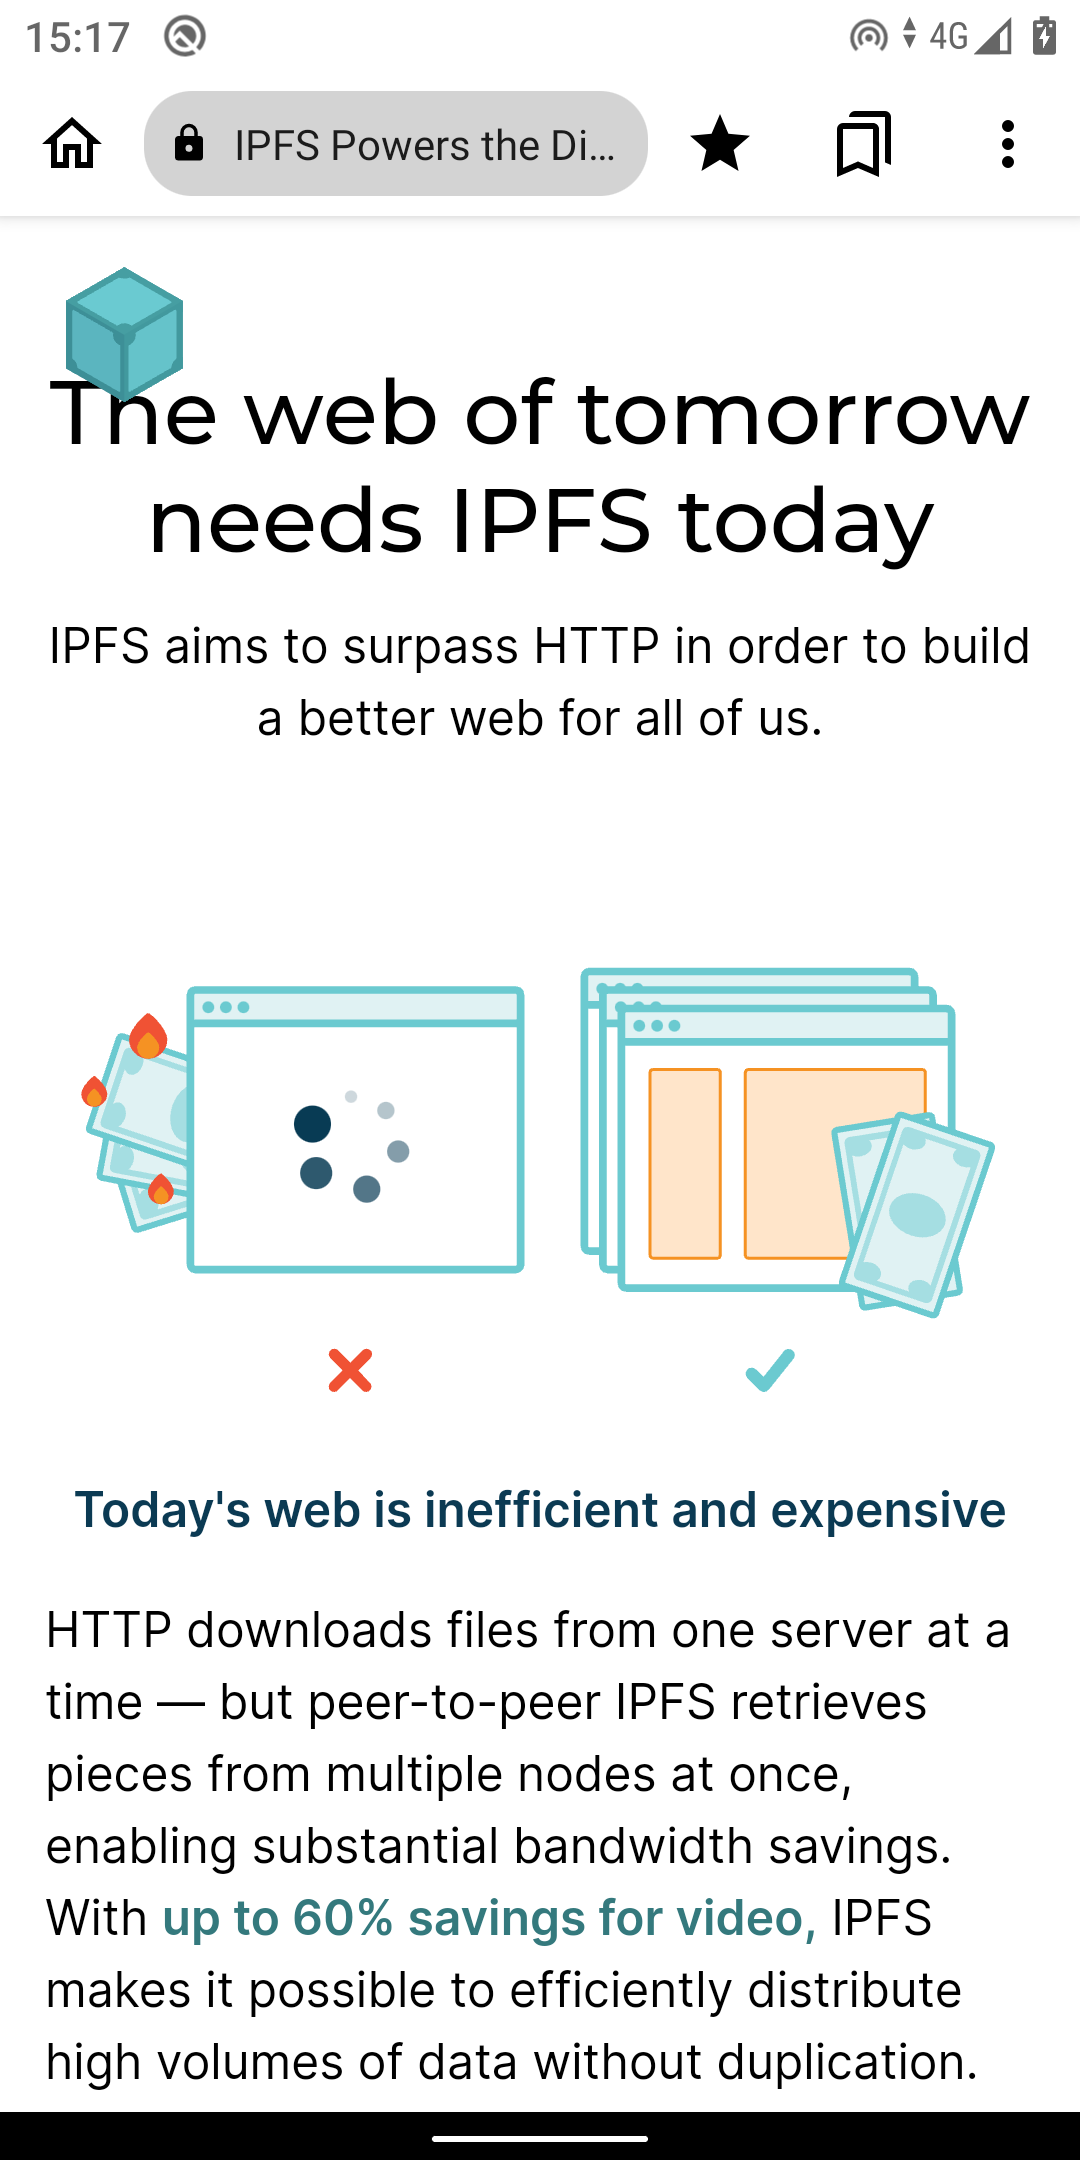 15:17
4G
IPFS Powers the Di...
The web of tomorrow
needs IPFS today
IPFS aims to surpass HTTP in order to build
a better web for all of us.
Today's web is inefficient and expensive
HTTP downloads files from one server at a
time — but peer-to-peer IPFS retrieves
pieces from multiple nodes at once,
enabling substantial bandwidth savings.
With up to 60% savings for video, IPFS
makes it possible to efficiently distribute
high volumes of data without duplication.